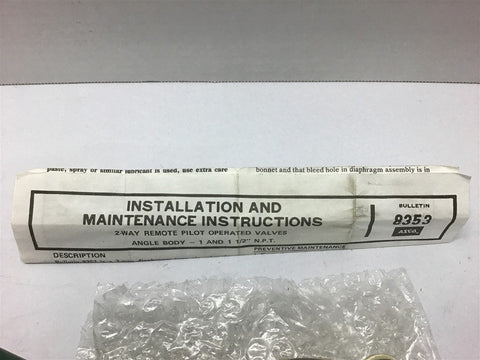 paste, spray or similar lubricant is used, use extra care
bonnet and that bleed hole in diaphragm assembly is in
INSTALLATION AND
MAINTENANCE INSTRUCTIONS
2-WAY REMOTE PILOT OPERATED VALVES
ANGLE BODY - 1 AND 1 1/2" N.P.T.
BULLETIN
8353
ASCO
DESCRIPTION
PREVENTIVE MAINTENANCE